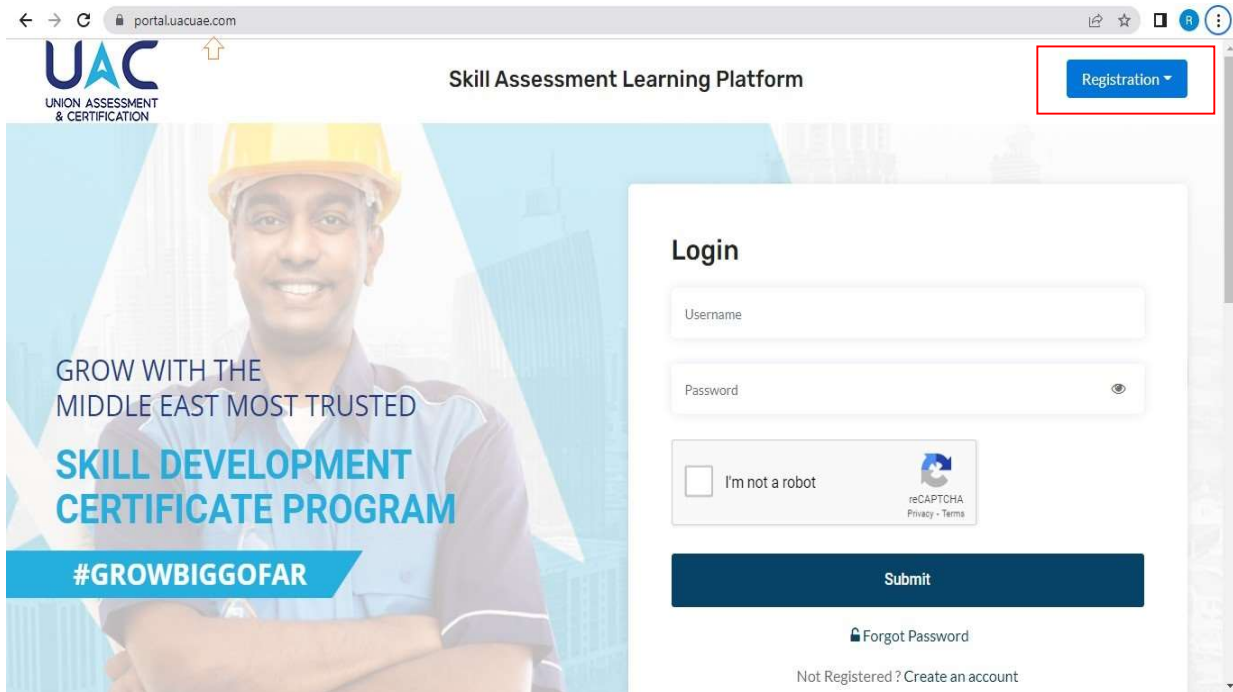 portal.uacuae.com
R
UAC
UNION ASSESSMENT
& CERTIFICATION
Skill Assessment Learning Platform
Registration
GROW WITH THE
MIDDLE EAST MOST TRUSTED
SKILL DEVELOPMENT
CERTIFICATE PROGRAM
#GROWBIGGOFAR
Login
Username
Password
I'm not a robot
reCAPTCHA
Privacy - Terms
Submit
Forgot Password
Not Registered ? Create an account